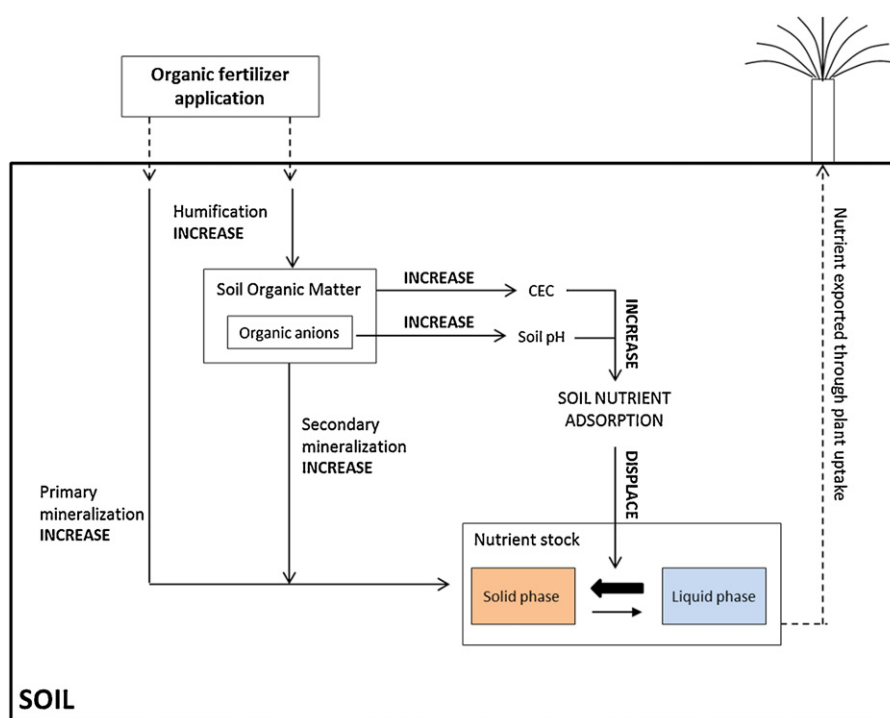 Organic fertilizer
application
Humification
INCREASE
Soil Organic Matter
Organic anions
INCREASE
CEC
INCREASE
Soil pH
INCREASE
SOIL NUTRIENT
ADSORPTION
Secondary
mineralization
INCREASE
Primary
mineralization
INCREASE
DISPLACE
Nutrient stock
Solid phase
Liquid phase
Nutrient exported through plant uptake
SOIL